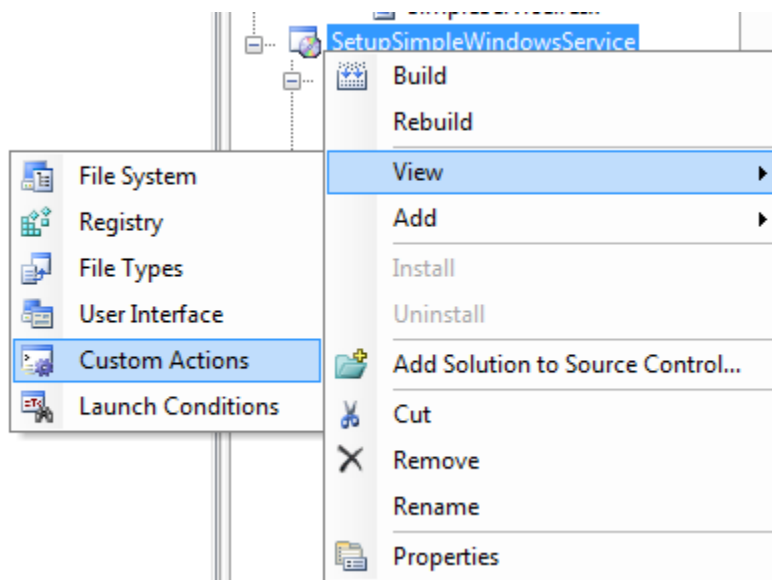 SetupSimpleWindowsService
Build
Rebuild
View
Add
Install
Uninstall
Add Solution to Source Control...
Cut
Remove
Rename
Properties
File System
Registry
File Types
User Interface
Custom Actions
Launch Conditions